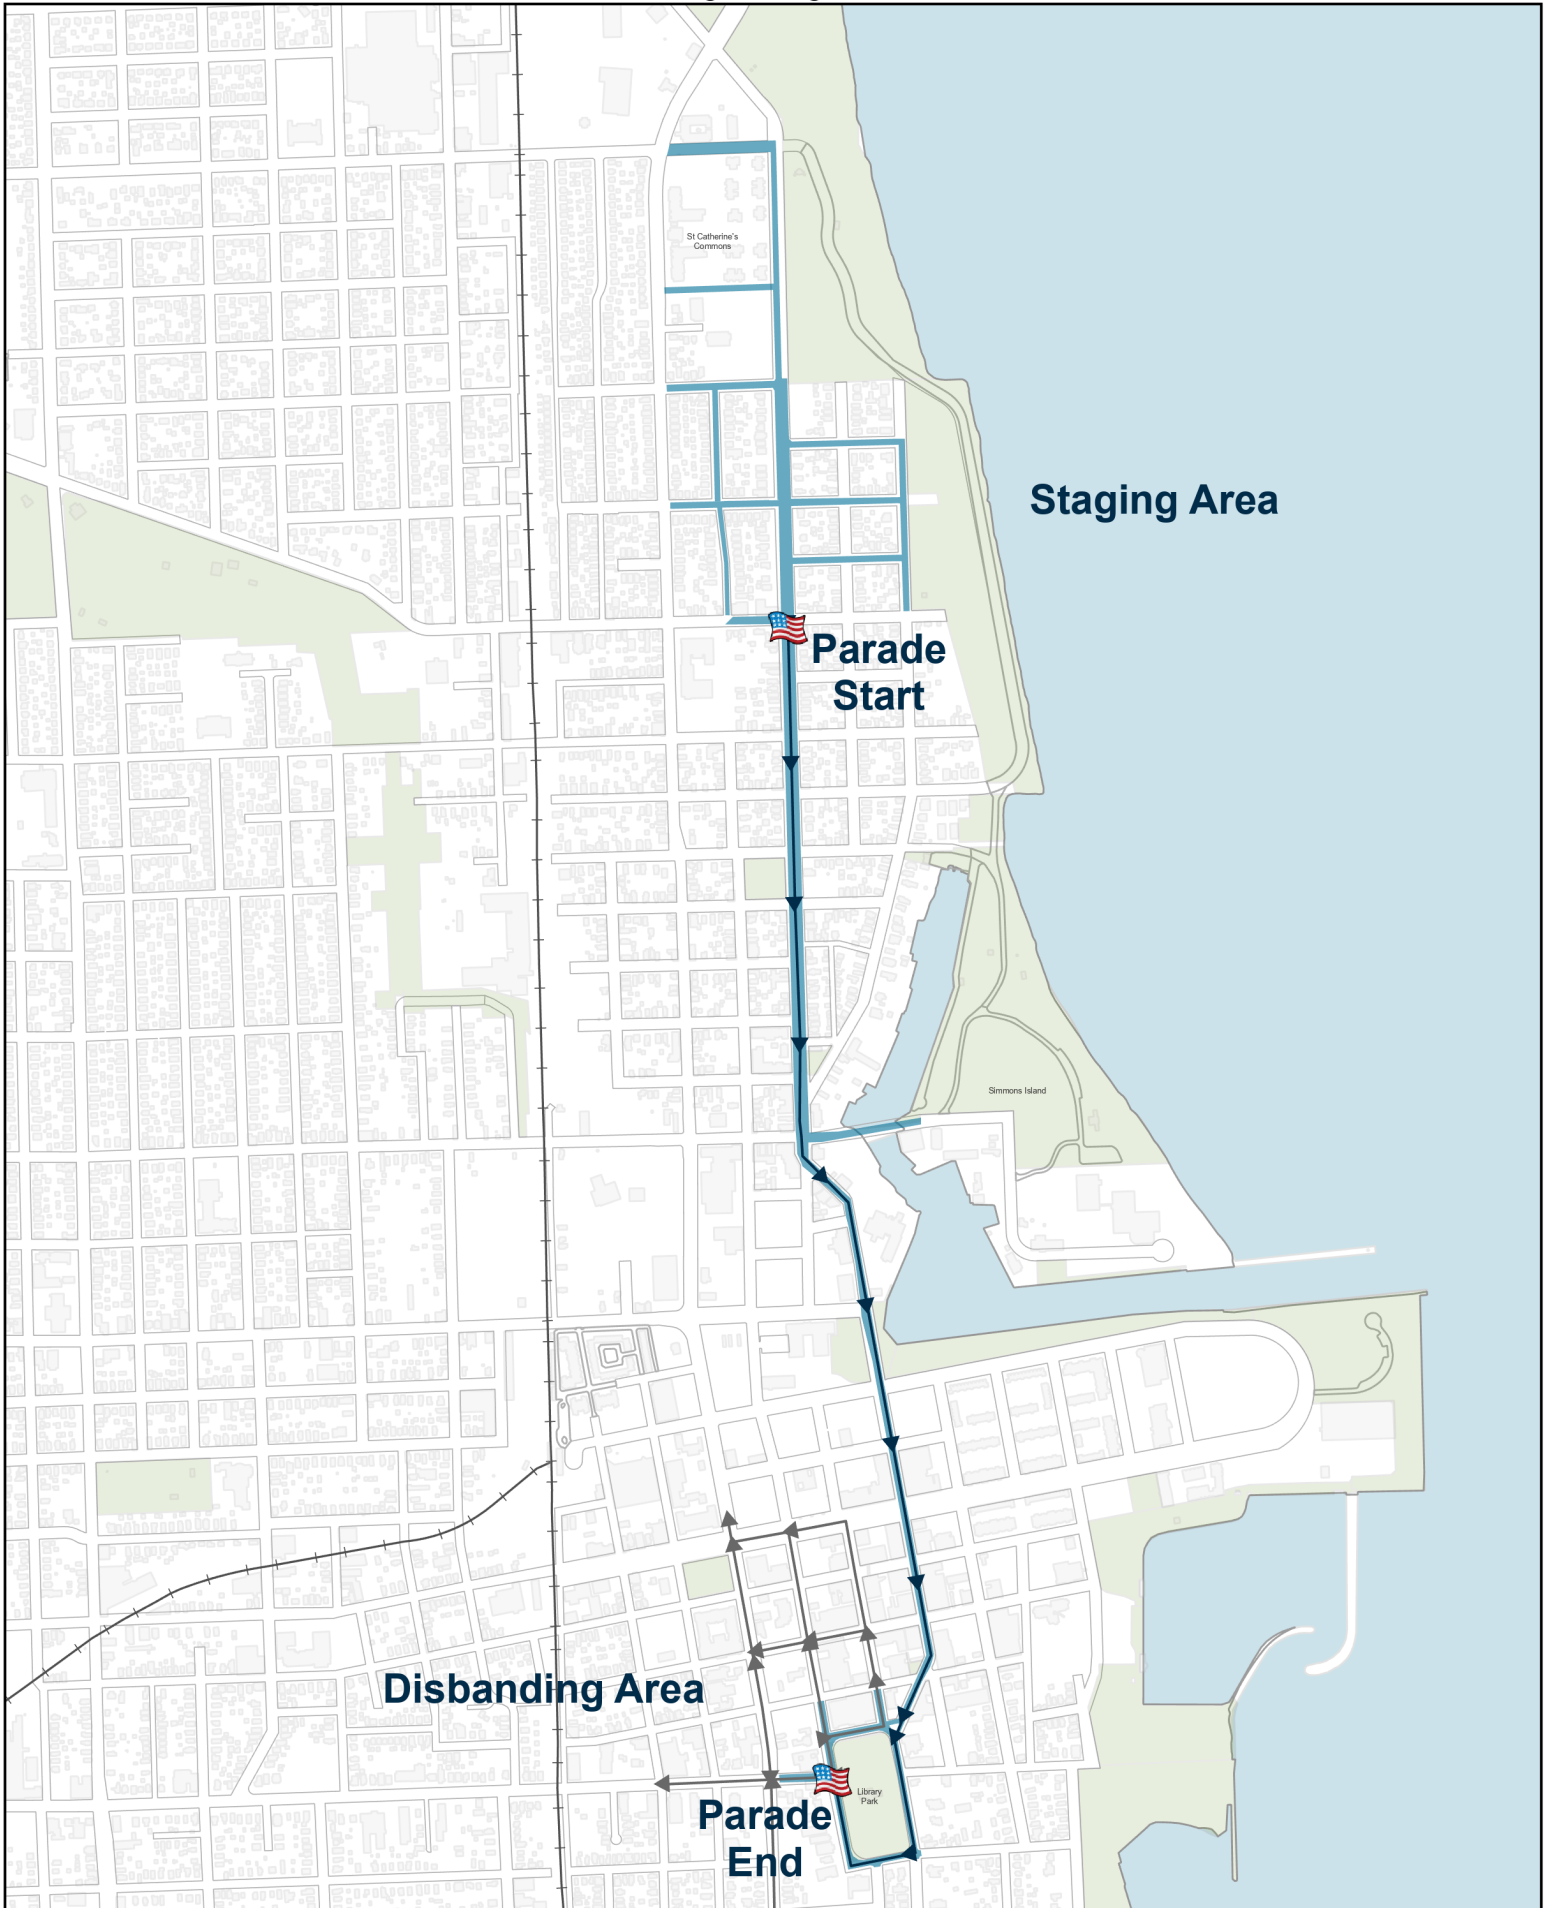 St Catherine's
Commons
Staging Area
Parade
Start
Simmons Island
Disbanding Area
Library
Park
Parade
End